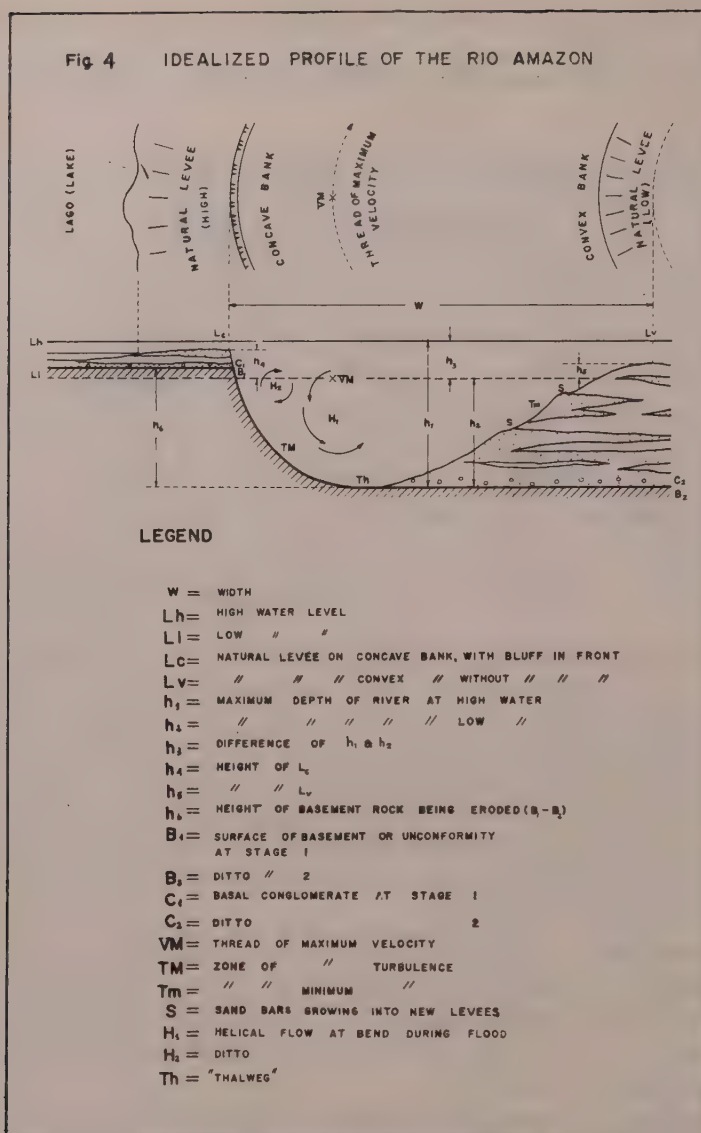 Fig. 4 IDEALIZED PROFILE OF THE RIO AMAZON
LAGO (LAKE)
NATURAL LEVEE
(HIGH)
CONCAVE BANK
VM
THREAD OF MAXIMUM
VELOCITY
CONVEX BANK
NATURAL LEVEE
(LOW)
W
Lh
Lc
Lv
h4
h3
h5
C1
B1
Ll
H2
VM
S
Tm
h6
H1
h1
h2
S
TM
Th
C2
B2
LEGEND
W = WIDTH
Lh = HIGH WATER LEVEL
Ll = LOW " "
Lc = NATURAL LEVÉE ON CONCAVE BANK, WITH BLUFF IN FRONT
Lv = " " " CONVEX " WITHOUT " " "
h1 = MAXIMUM DEPTH OF RIVER AT HIGH WATER
h2 = " " " " " LOW "
h3 = DIFFERENCE OF h1 & h2
h4 = HEIGHT OF Lc
h5 = " " Lv
h6 = HEIGHT OF BASEMENT ROCK BEING ERODED (B1-B2)
B1 = SURFACE OF BASEMENT OR UNCONFORMITY
AT STAGE 1
B2 = DITTO " 2
C1 = BASAL CONGLOMERATE AT STAGE 1
C2 = DITTO 2
VM = THREAD OF MAXIMUM VELOCITY
TM = ZONE OF " TURBULENCE
Tm = " " MINIMUM "
S = SAND BARS GROWING INTO NEW LEVEES
H1 = HELICAL FLOW AT BEND DURING FLOOD
H2 = DITTO
Th = "THALWEG"